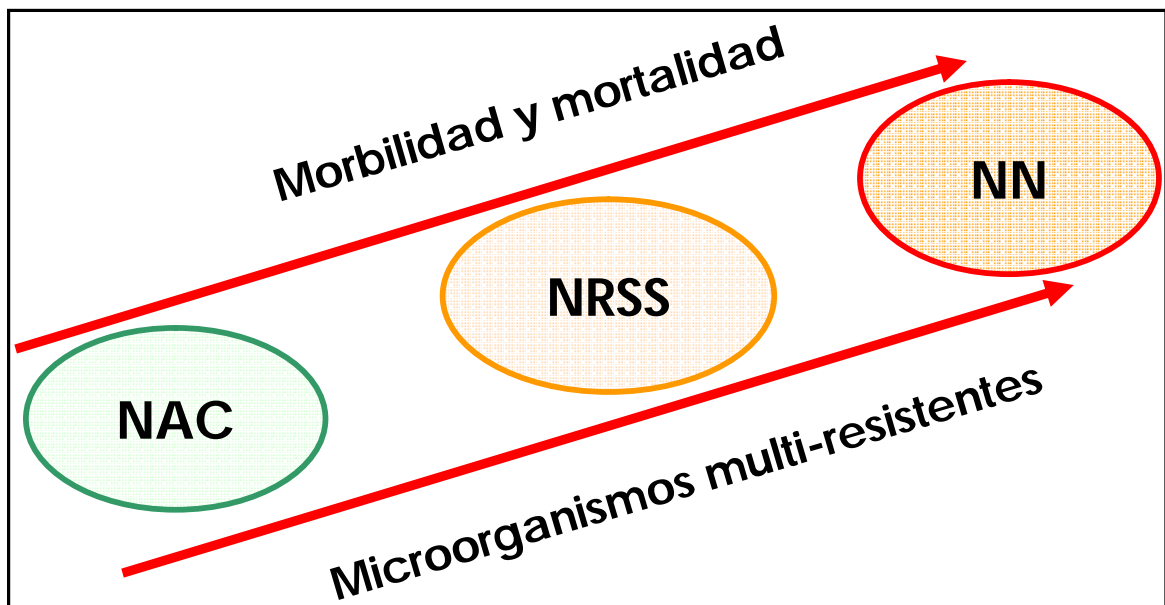 Morbilidad y mortalidad
NN
NRSS
NAC
Microorganismos multi-resistentes